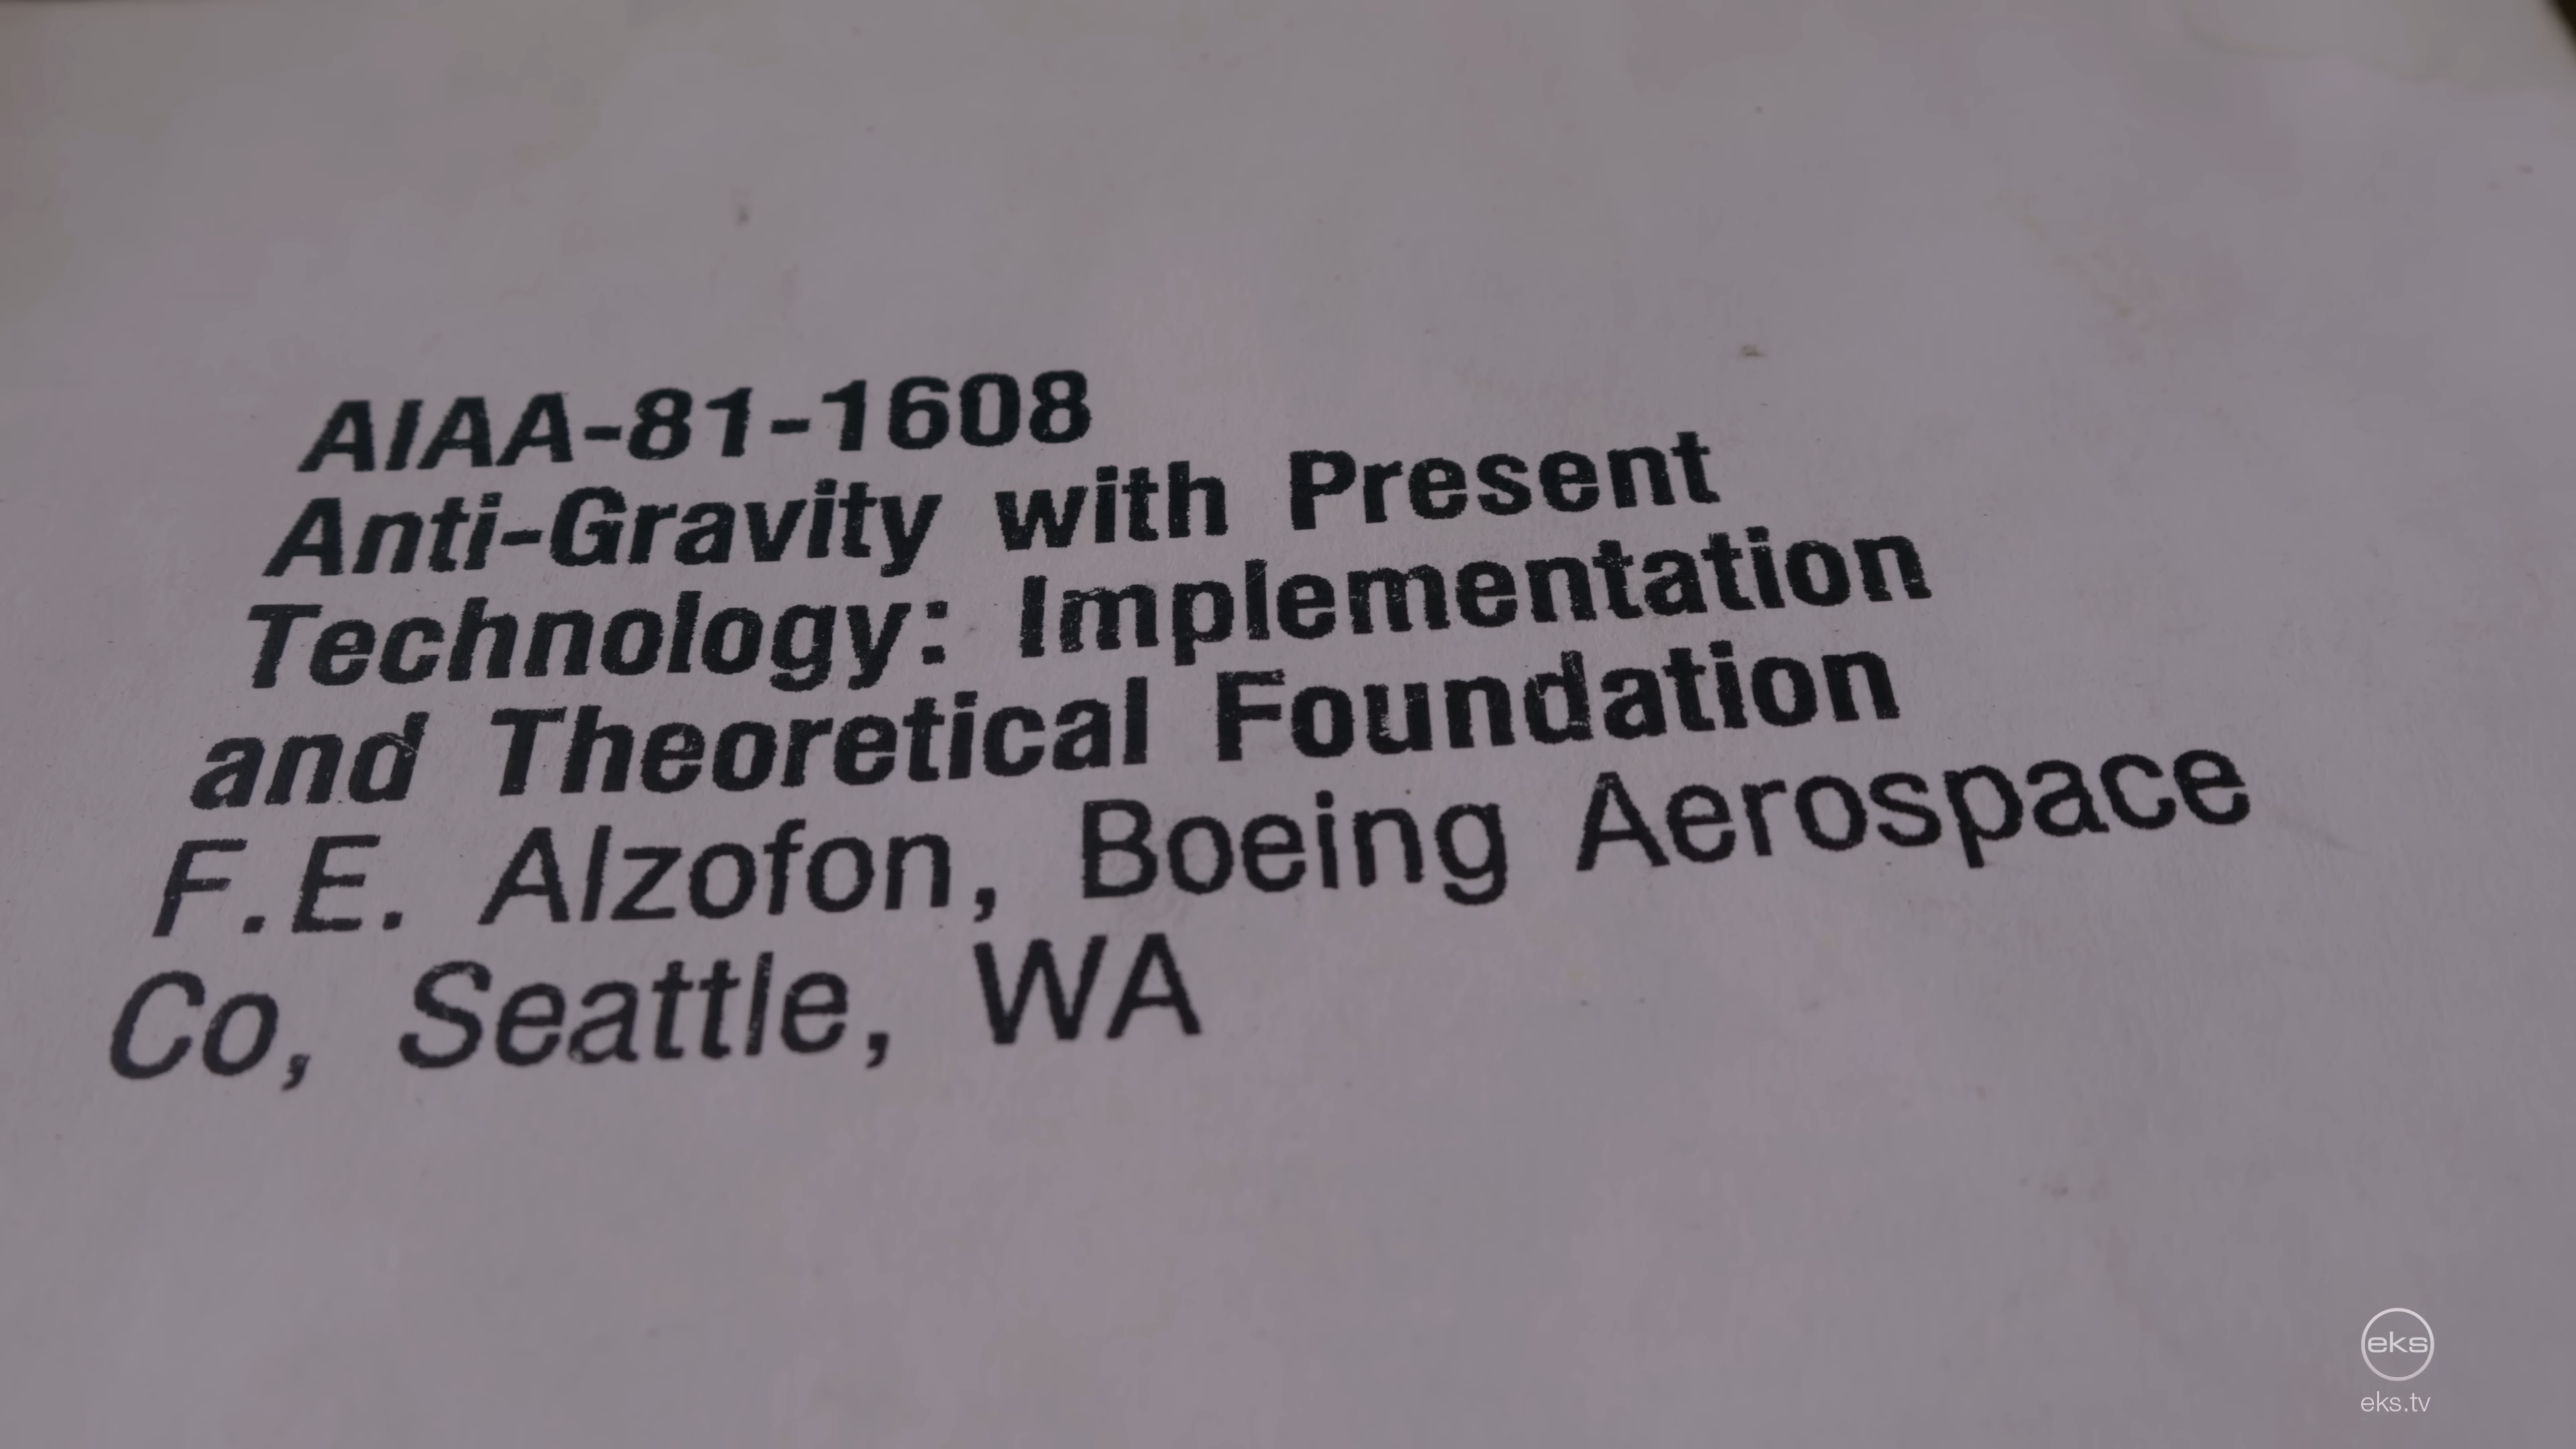 AIAA-81-1608
Anti-Gravity with Present
Technology: Implementation
and Theoretical Foundation
F.E. Alzofon, Boeing Aerospace
Co, Seattle, WA
eks
eks.tv